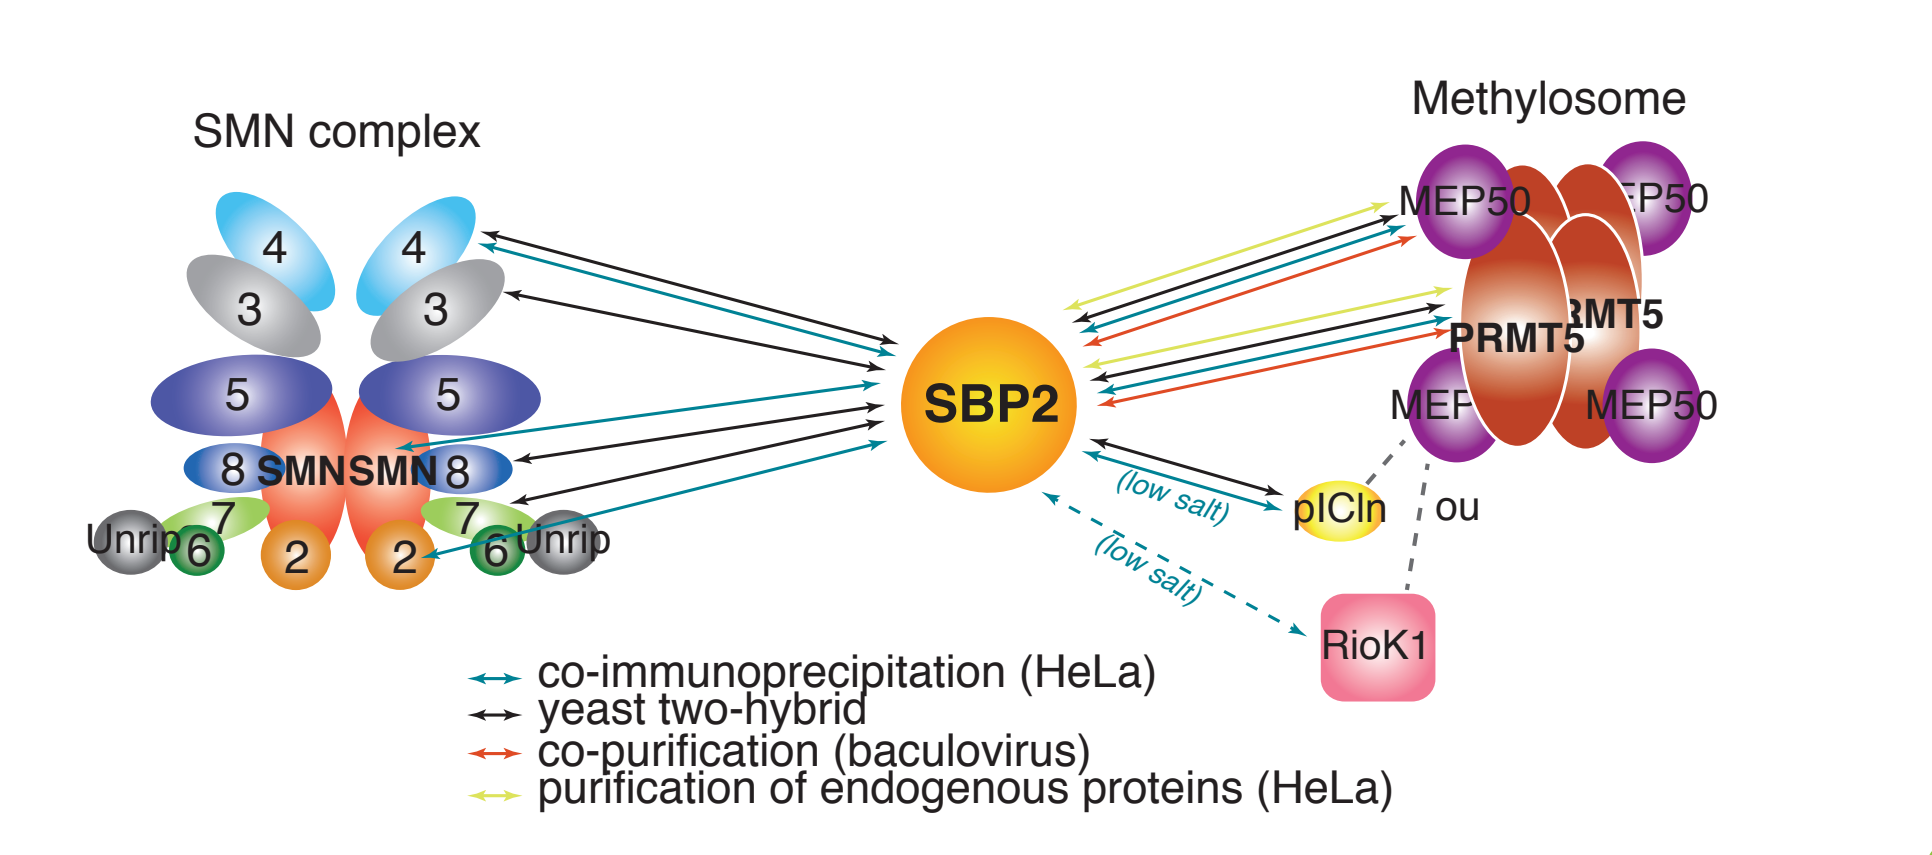 SMN complex
Methylosome
4
4
3
3
5
5
8
SMN
SMN
8
7
7
Unrip
6
2
2
6
Unrip
SBP2
MEP50
EP50
PRMT5
RMT5
MEP
MEP50
(low salt)
pICln
ou
(low salt)
RioK1
co-immunoprecipitation (HeLa)
yeast two-hybrid
co-purification (baculovirus)
purification of endogenous proteins (HeLa)